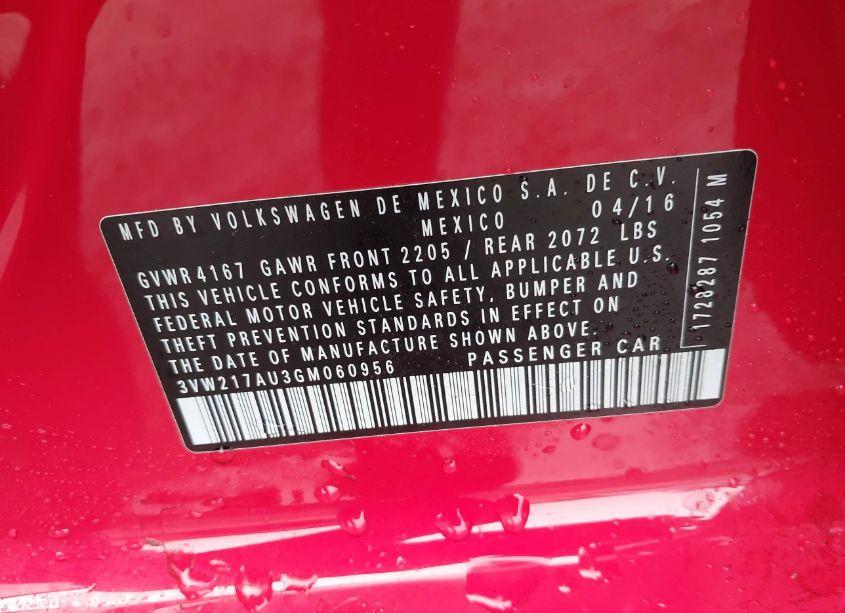 MFD BY VOLKSWAGEN DE MEXICO S.A. DE C.V.
MEXICO 04/16
GVWR 4167 GAWR FRONT 2205 / REAR 2072 LBS
THIS VEHICLE CONFORMS TO ALL APPLICABLE U.S.
FEDERAL MOTOR VEHICLE SAFETY, BUMPER AND
THEFT PREVENTION STANDARDS IN EFFECT ON
THE DATE OF MANUFACTURE SHOWN ABOVE.
3VW217AU3GM060956 PASSENGER CAR
1728287 1054 M